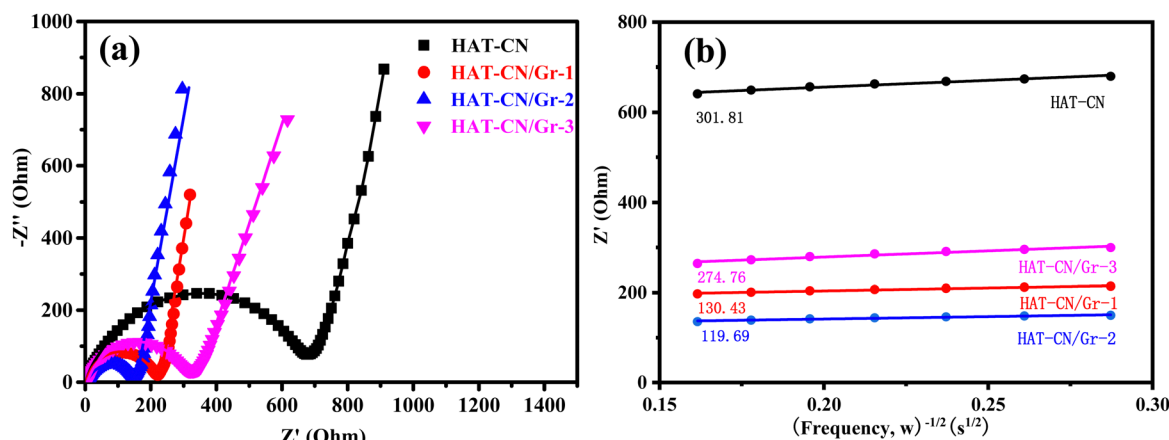 (a)
1000
800
600
400
200
0
-Z'' (Ohm)
HAT-CN
HAT-CN/Gr-1
HAT-CN/Gr-2
HAT-CN/Gr-3
0 200 400 600 800 1000 1200 1400
Z' (Ohm)
(b)
800
600
400
200
0
Z' (Ohm)
301.81
HAT-CN
274.76
HAT-CN/Gr-3
130.43
HAT-CN/Gr-1
119.69
HAT-CN/Gr-2
0.15 0.20 0.25 0.30
(Frequency, w) -1/2 (s1/2)